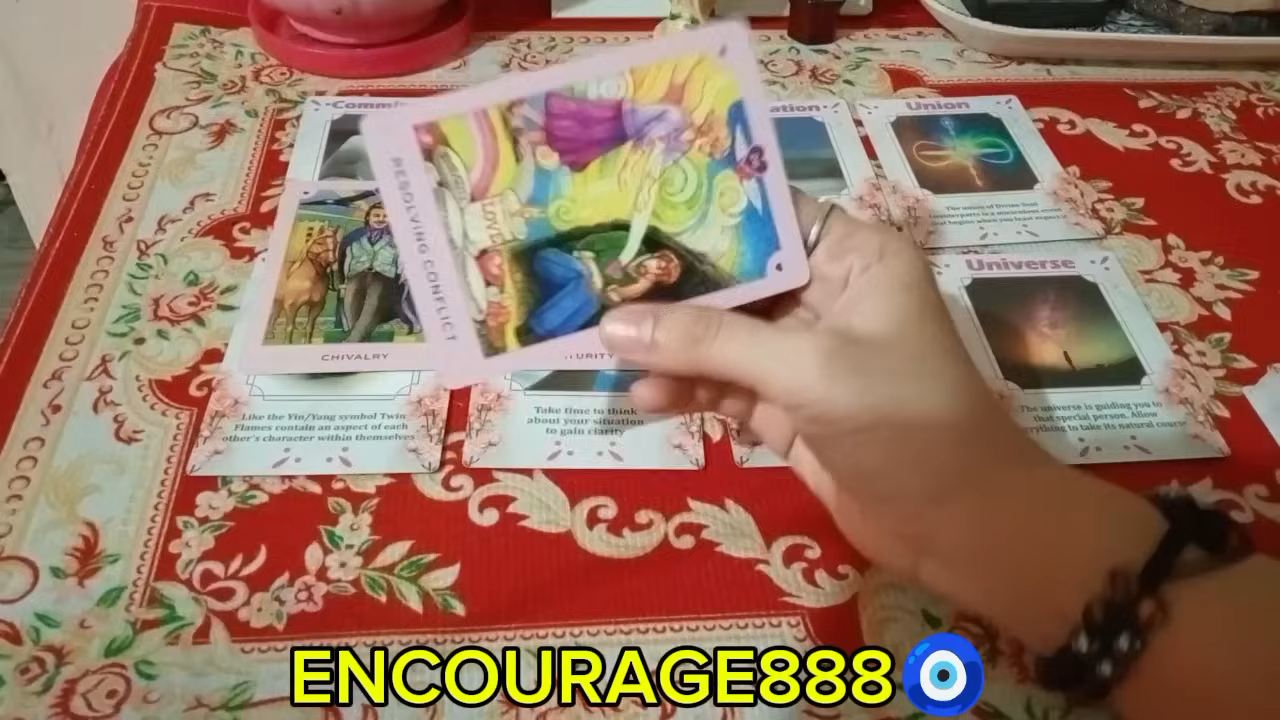 Union
The union of Divine Soul
counterparts is a miraculous event
that begins when you least expect it
RESOLVING CONFLICT
LOVE
CHIVALRY
Universe
The universe is guiding you to
that special person. Allow
everything to take its natural course
Like the Yin/Yang symbol Twin
Flames contain an aspect of each
other's character within themselves
Take time to think
about your situation
to gain clarity
ENCOURAGE888